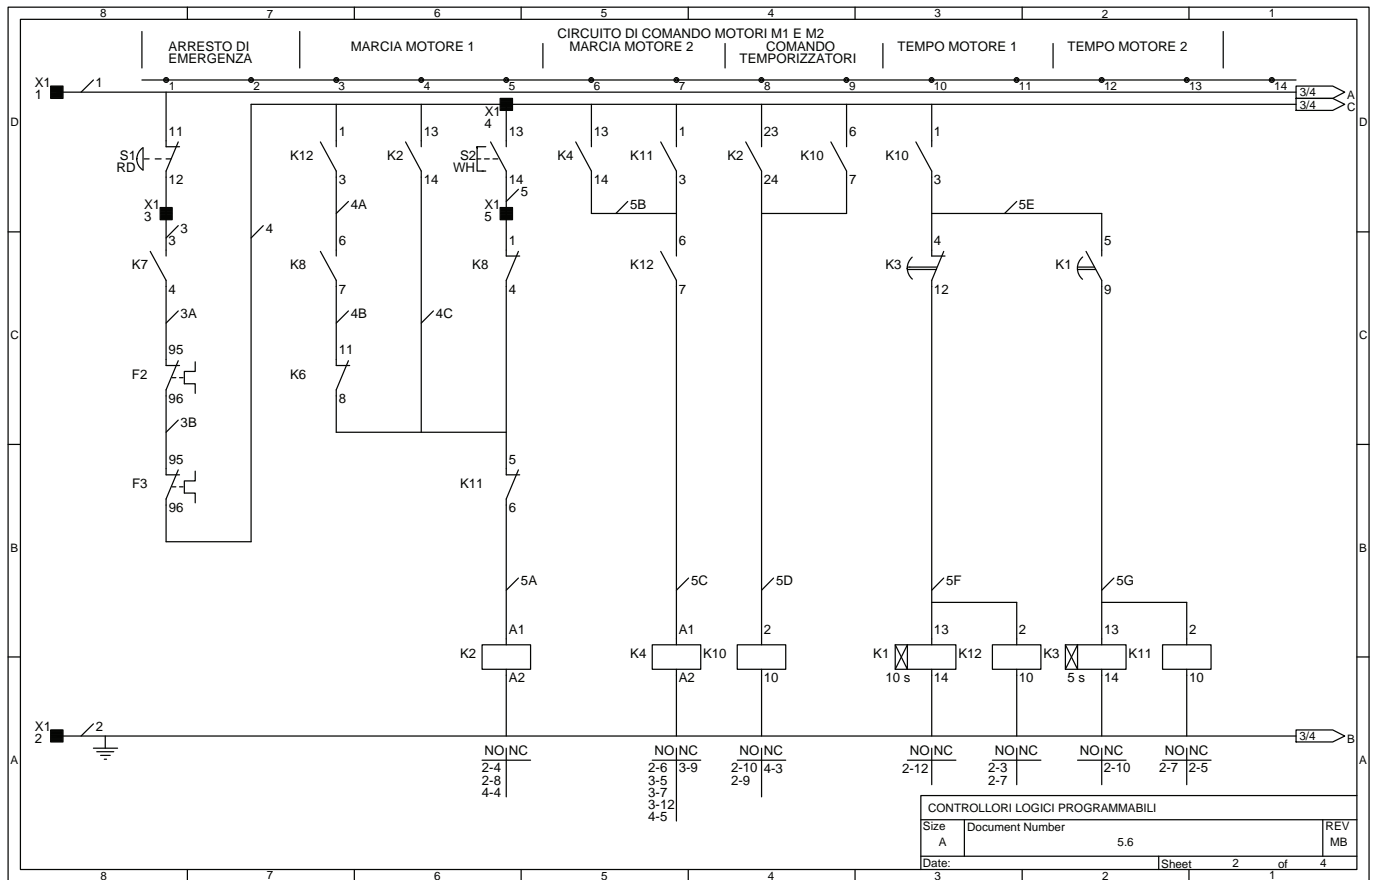 8 7 6 5 4 3 2 1
CIRCUITO DI COMANDO MOTORI M1 E M2
ARRESTO DI
EMERGENZA
MARCIA MOTORE 1
MARCIA MOTORE 2
COMANDO
TEMPORIZZATORI
TEMPO MOTORE 1
TEMPO MOTORE 2
X1
1
1
1 2 3 4 5 6 7 8 9 10 11 12 13 14
3/4 A
3/4 C
X1
4
D D
11 1 13 13 13 1 23 6 1
S1
RD
K12 K2
S2
WH
K4 K11 K2 K10 K10
12 3 14 14 14 3 24 7 3
X1
3
4A
5
X1
5
5B 5E
3 4
3 6 1 6 4 5
K7 K8 K8 K12 K3 K1
4 7 4 7 12 9
3A 4B 4C
C C
95 11
F2 K6
96 8
3B
95 5
F3 K11
96 6
B B
5A 5C 5D 5F 5G
A1 A1 2 13 2 13 2
K2 K4 K10 K1 K12 K3 K11
A2 A2 10 10 s 14 10 5 s 14 10
X1
2
2
3/4 B
A A
NO NC NO NC NO NC NO NC NO NC NO NC NO NC
2-4 2-6 3-9 2-10 4-3 2-12 2-3 2-10 2-7 2-5
2-8 3-5 2-9 2-7
4-4 3-7
3-12
4-5
CONTROLLORI LOGICI PROGRAMMABILI
Size Document Number REV
A 5.6 MB
Date: Sheet 2 of 4
8 7 6 5 4 3 2 1